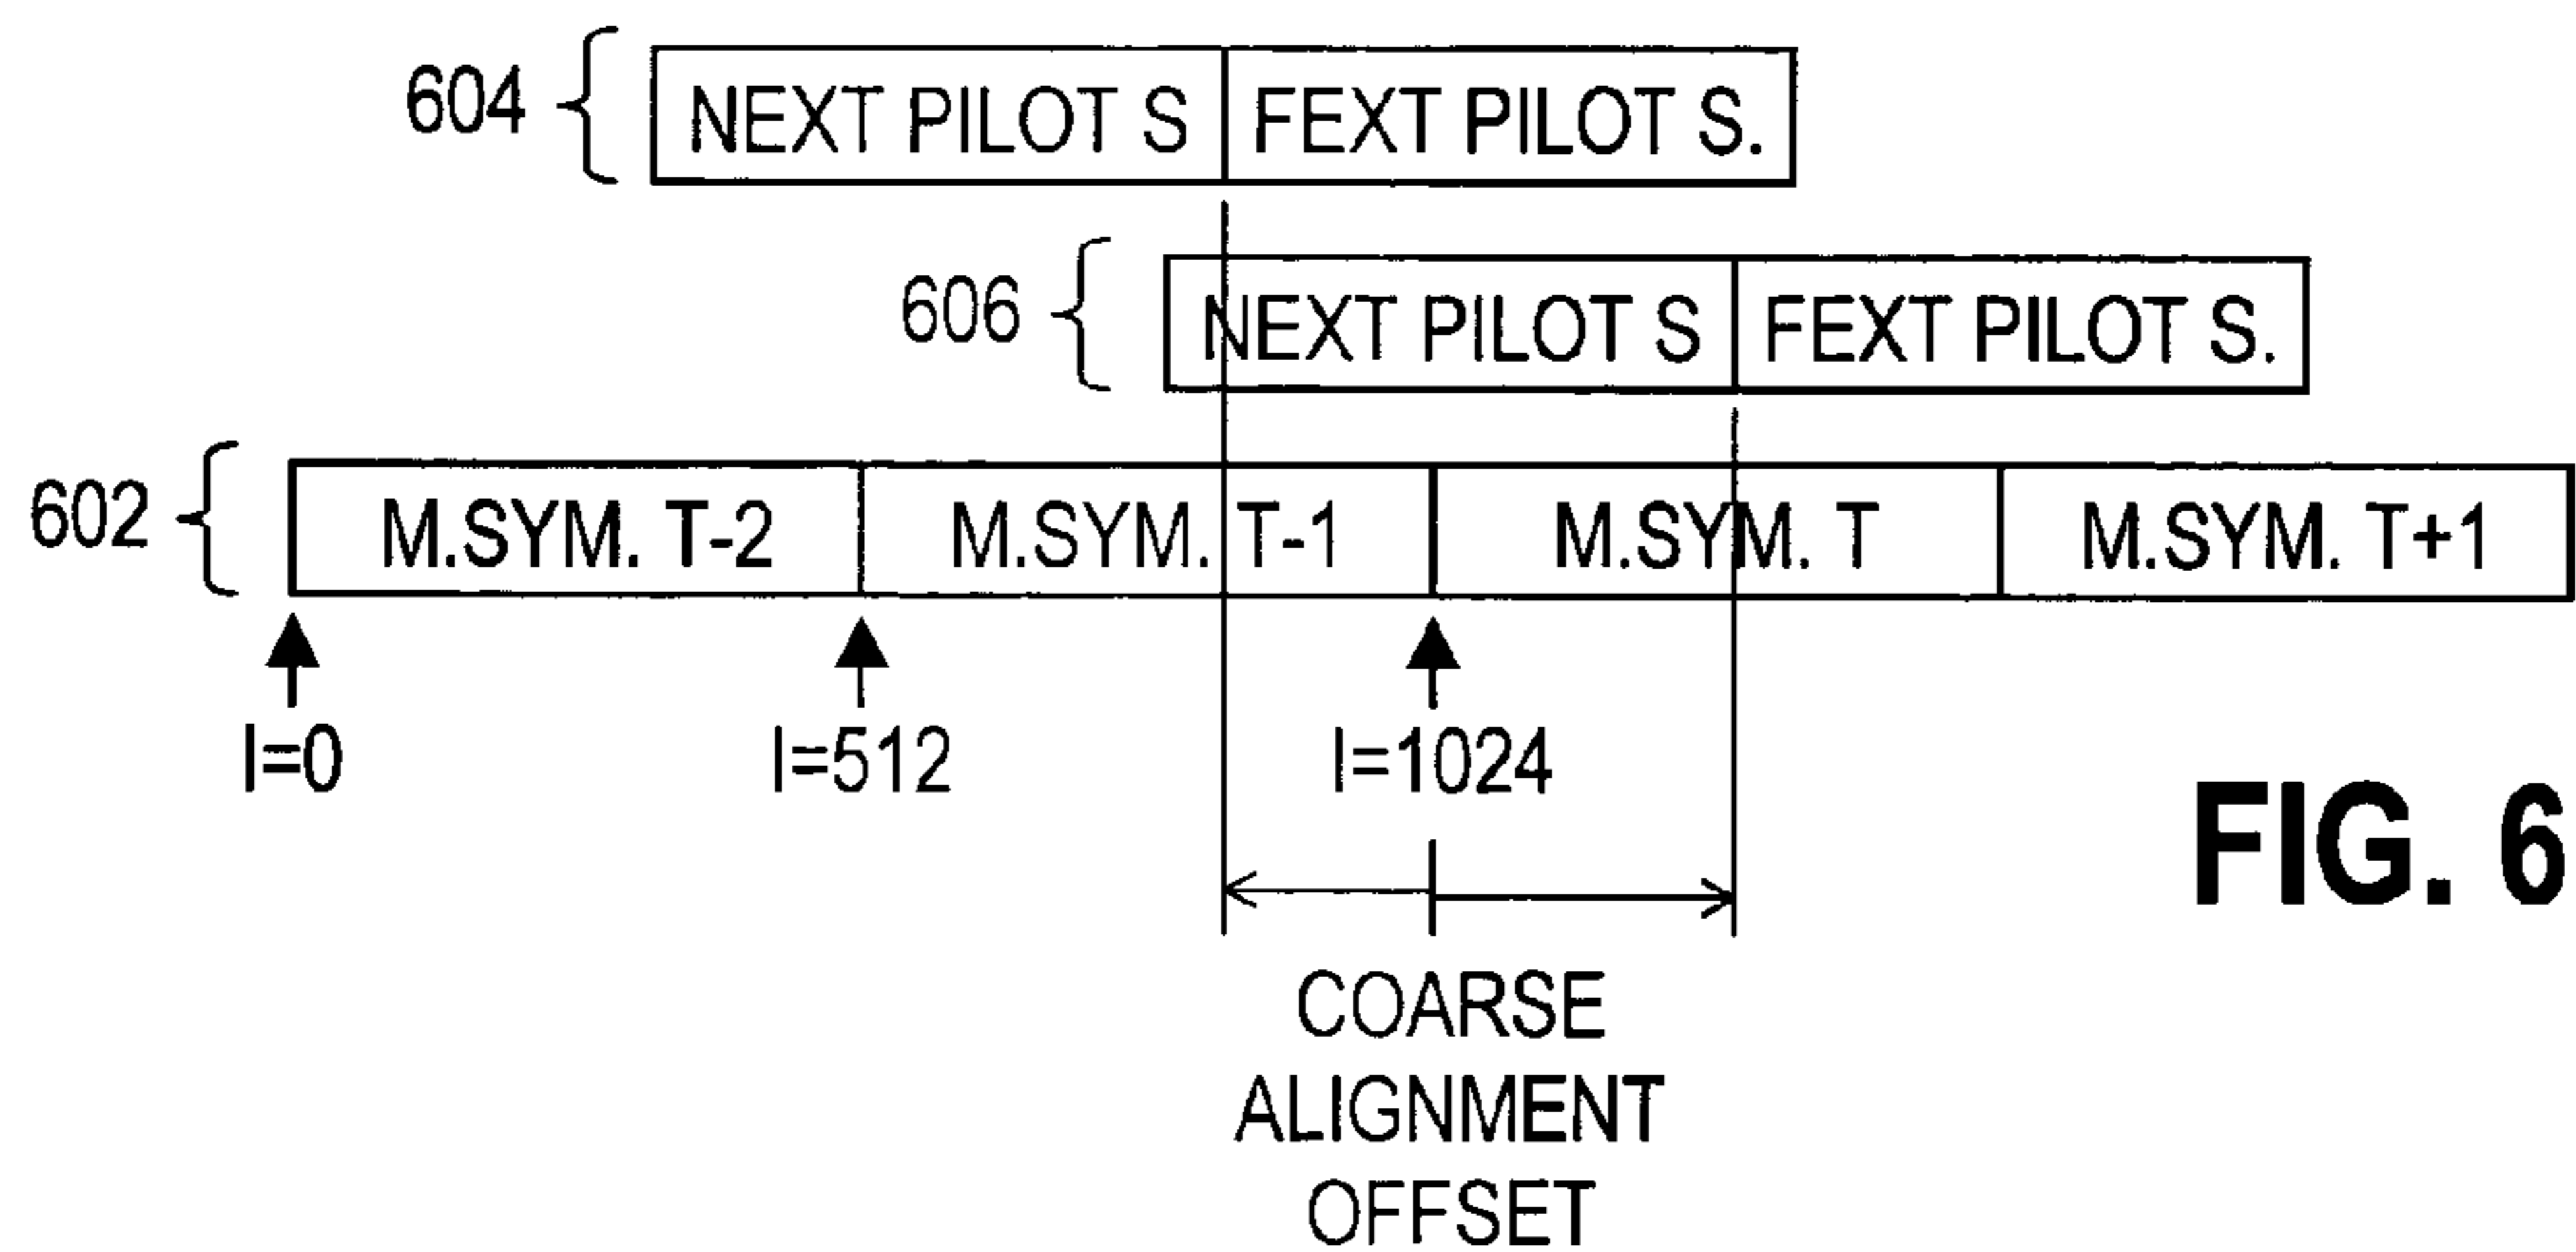 604 NEXT PILOT S FEXT PILOT S.
606 NEXT PILOT S FEXT PILOT S.
602 M.SYM. T-2 M.SYM. T-1 M.SYM. T M.SYM. T+1
I=0 I=512 I=1024
FIG. 6
COARSE
ALIGNMENT
OFFSET